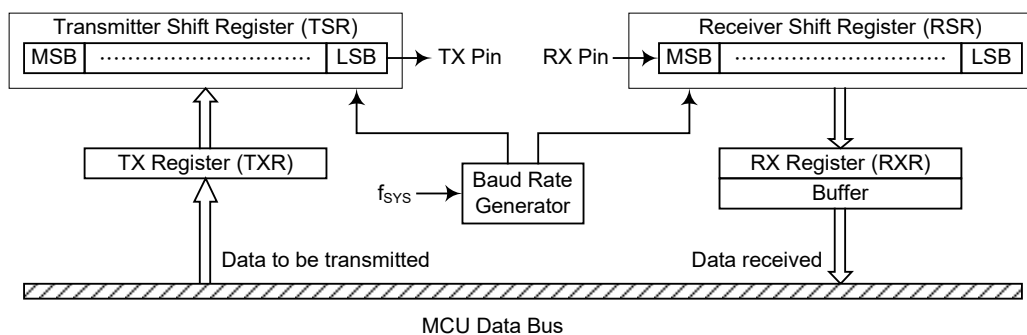 Transmitter Shift Register (TSR)
MSB ................................ LSB
TX Pin
RX Pin
Receiver Shift Register (RSR)
MSB ................................ LSB
TX Register (TXR)
fSYS
Baud Rate
Generator
RX Register (RXR)
Buffer
Data to be transmitted
Data received
MCU Data Bus